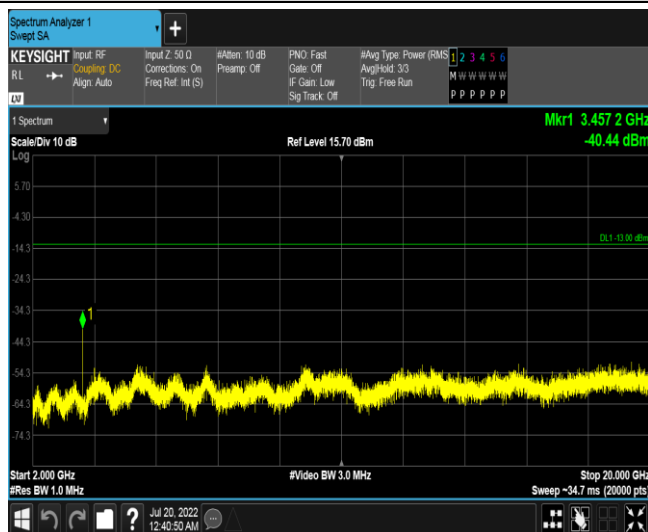 Spectrum Analyzer 1
Swept SA
+
KEYSIGHT Input: RF Input Z: 50 Ω #Atten: 10 dB PNO: Fast #Avg Type: Power (RMS 1 2 3 4 5 6
RL Coupling: DC Corrections: On Preamp: Off Gate: Off Avg|Hold: 3/3 M W W W W W
Align: Auto Freq Ref: Int (S) IF Gain: Low Trig: Free Run
LXI Sig Track: Off P P P P P P
1 Spectrum Mkr1 3.457 2 GHz
Scale/Div 10 dB Ref Level 15.70 dBm -40.44 dBm
Log
5.70
-4.30
DL1 -13.00 dBm
-14.3
-24.3
-34.3
1
-44.3
-54.3
-64.3
-74.3
Start 2.000 GHz #Video BW 3.0 MHz Stop 20.000 GHz
#Res BW 1.0 MHz Sweep ~34.7 ms (20000 pts)
? Jul 20, 2022
12:40:50 AM